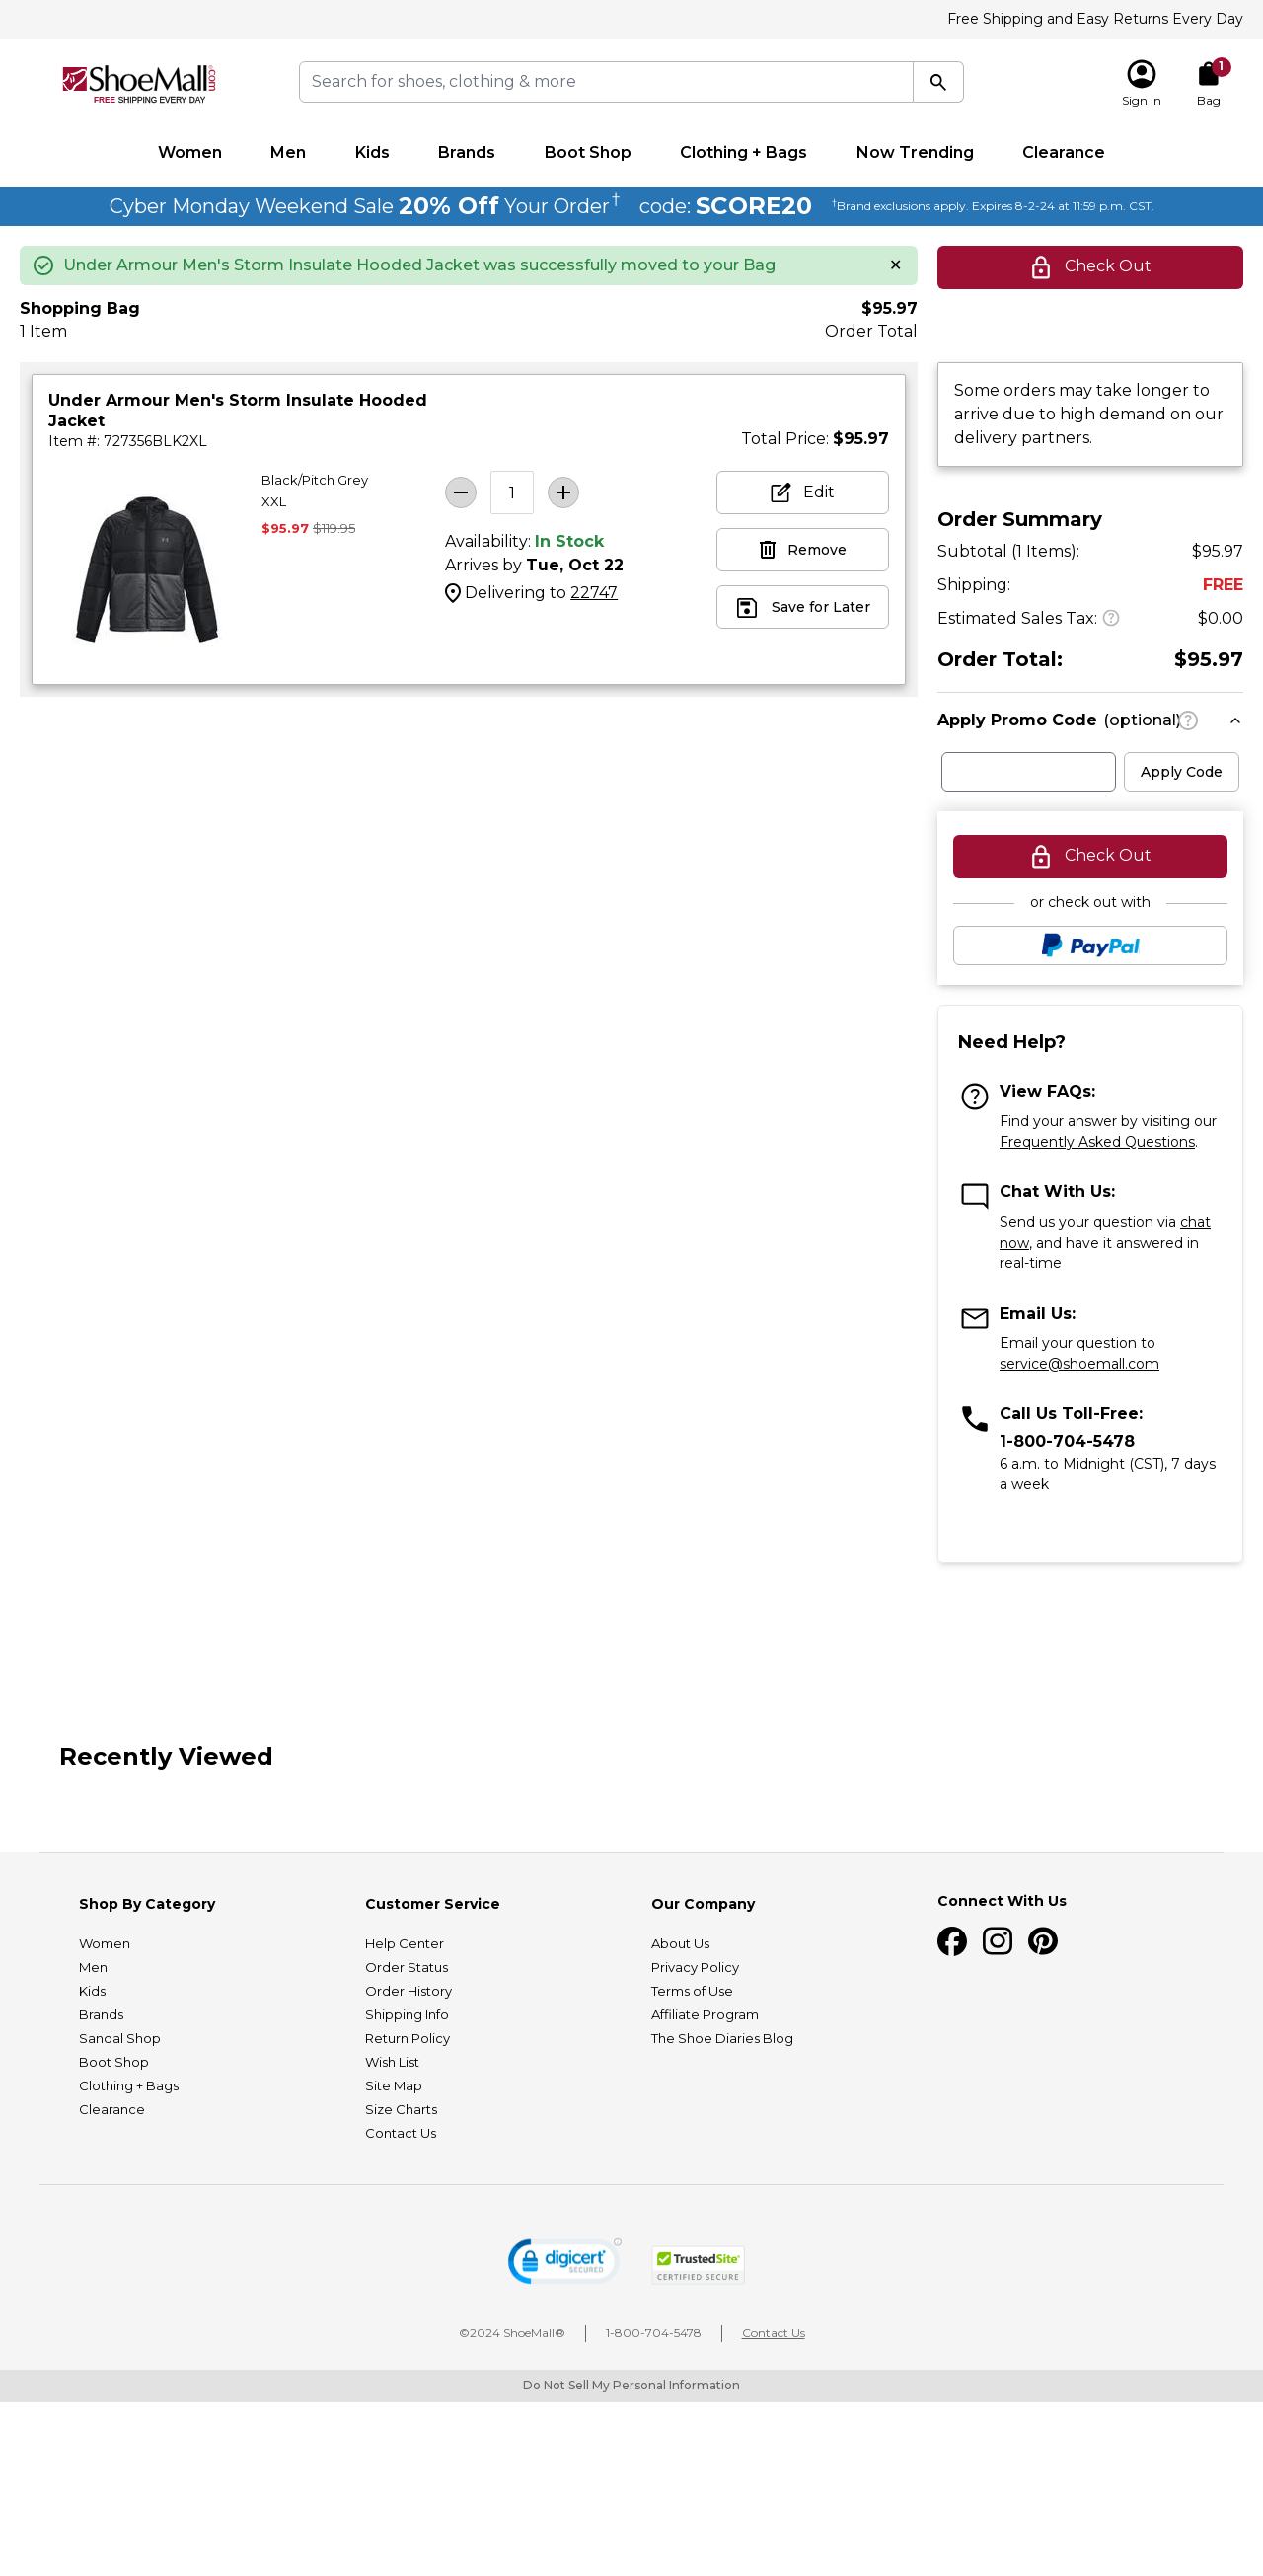 Free Shipping and Easy Returns Every Day
ShoeMall.com
FREE SHIPPING EVERY DAY
Search for shoes, clothing & more
Sign In
1
Bag
Women Men Kids Brands Boot Shop Clothing + Bags Now Trending Clearance
Cyber Monday Weekend Sale 20% Off Your Order† code: SCORE20 †Brand exclusions apply. Expires 8-2-24 at 11:59 p.m. CST.
Under Armour Men's Storm Insulate Hooded Jacket was successfully moved to your Bag
Check Out
Shopping Bag
$95.97
1 Item
Order Total
Under Armour Men's Storm Insulate Hooded
Jacket
Item #: 727356BLK2XL
Total Price: $95.97
Black/Pitch Grey
XXL
$95.97 $119.95
1
Availability: In Stock
Arrives by Tue, Oct 22
Delivering to 22747
Edit
Remove
Save for Later
Some orders may take longer to
arrive due to high demand on our
delivery partners.
Order Summary
Subtotal (1 Items): $95.97
Shipping: FREE
Estimated Sales Tax: ? $0.00
Order Total: $95.97
Apply Promo Code (optional) ?
Apply Code
Check Out
or check out with
PayPal
Need Help?
View FAQs:
Find your answer by visiting our
Frequently Asked Questions.
Chat With Us:
Send us your question via chat
now, and have it answered in
real-time
Email Us:
Email your question to
service@shoemall.com
Call Us Toll-Free:
1-800-704-5478
6 a.m. to Midnight (CST), 7 days
a week
Recently Viewed
Shop By Category
Women
Men
Kids
Brands
Sandal Shop
Boot Shop
Clothing + Bags
Clearance
Customer Service
Help Center
Order Status
Order History
Shipping Info
Return Policy
Wish List
Site Map
Size Charts
Contact Us
Our Company
About Us
Privacy Policy
Terms of Use
Affiliate Program
The Shoe Diaries Blog
Connect With Us
digicert
SECURED
TrustedSite
CERTIFIED SECURE
©2024 ShoeMall® 1-800-704-5478 Contact Us
Do Not Sell My Personal Information